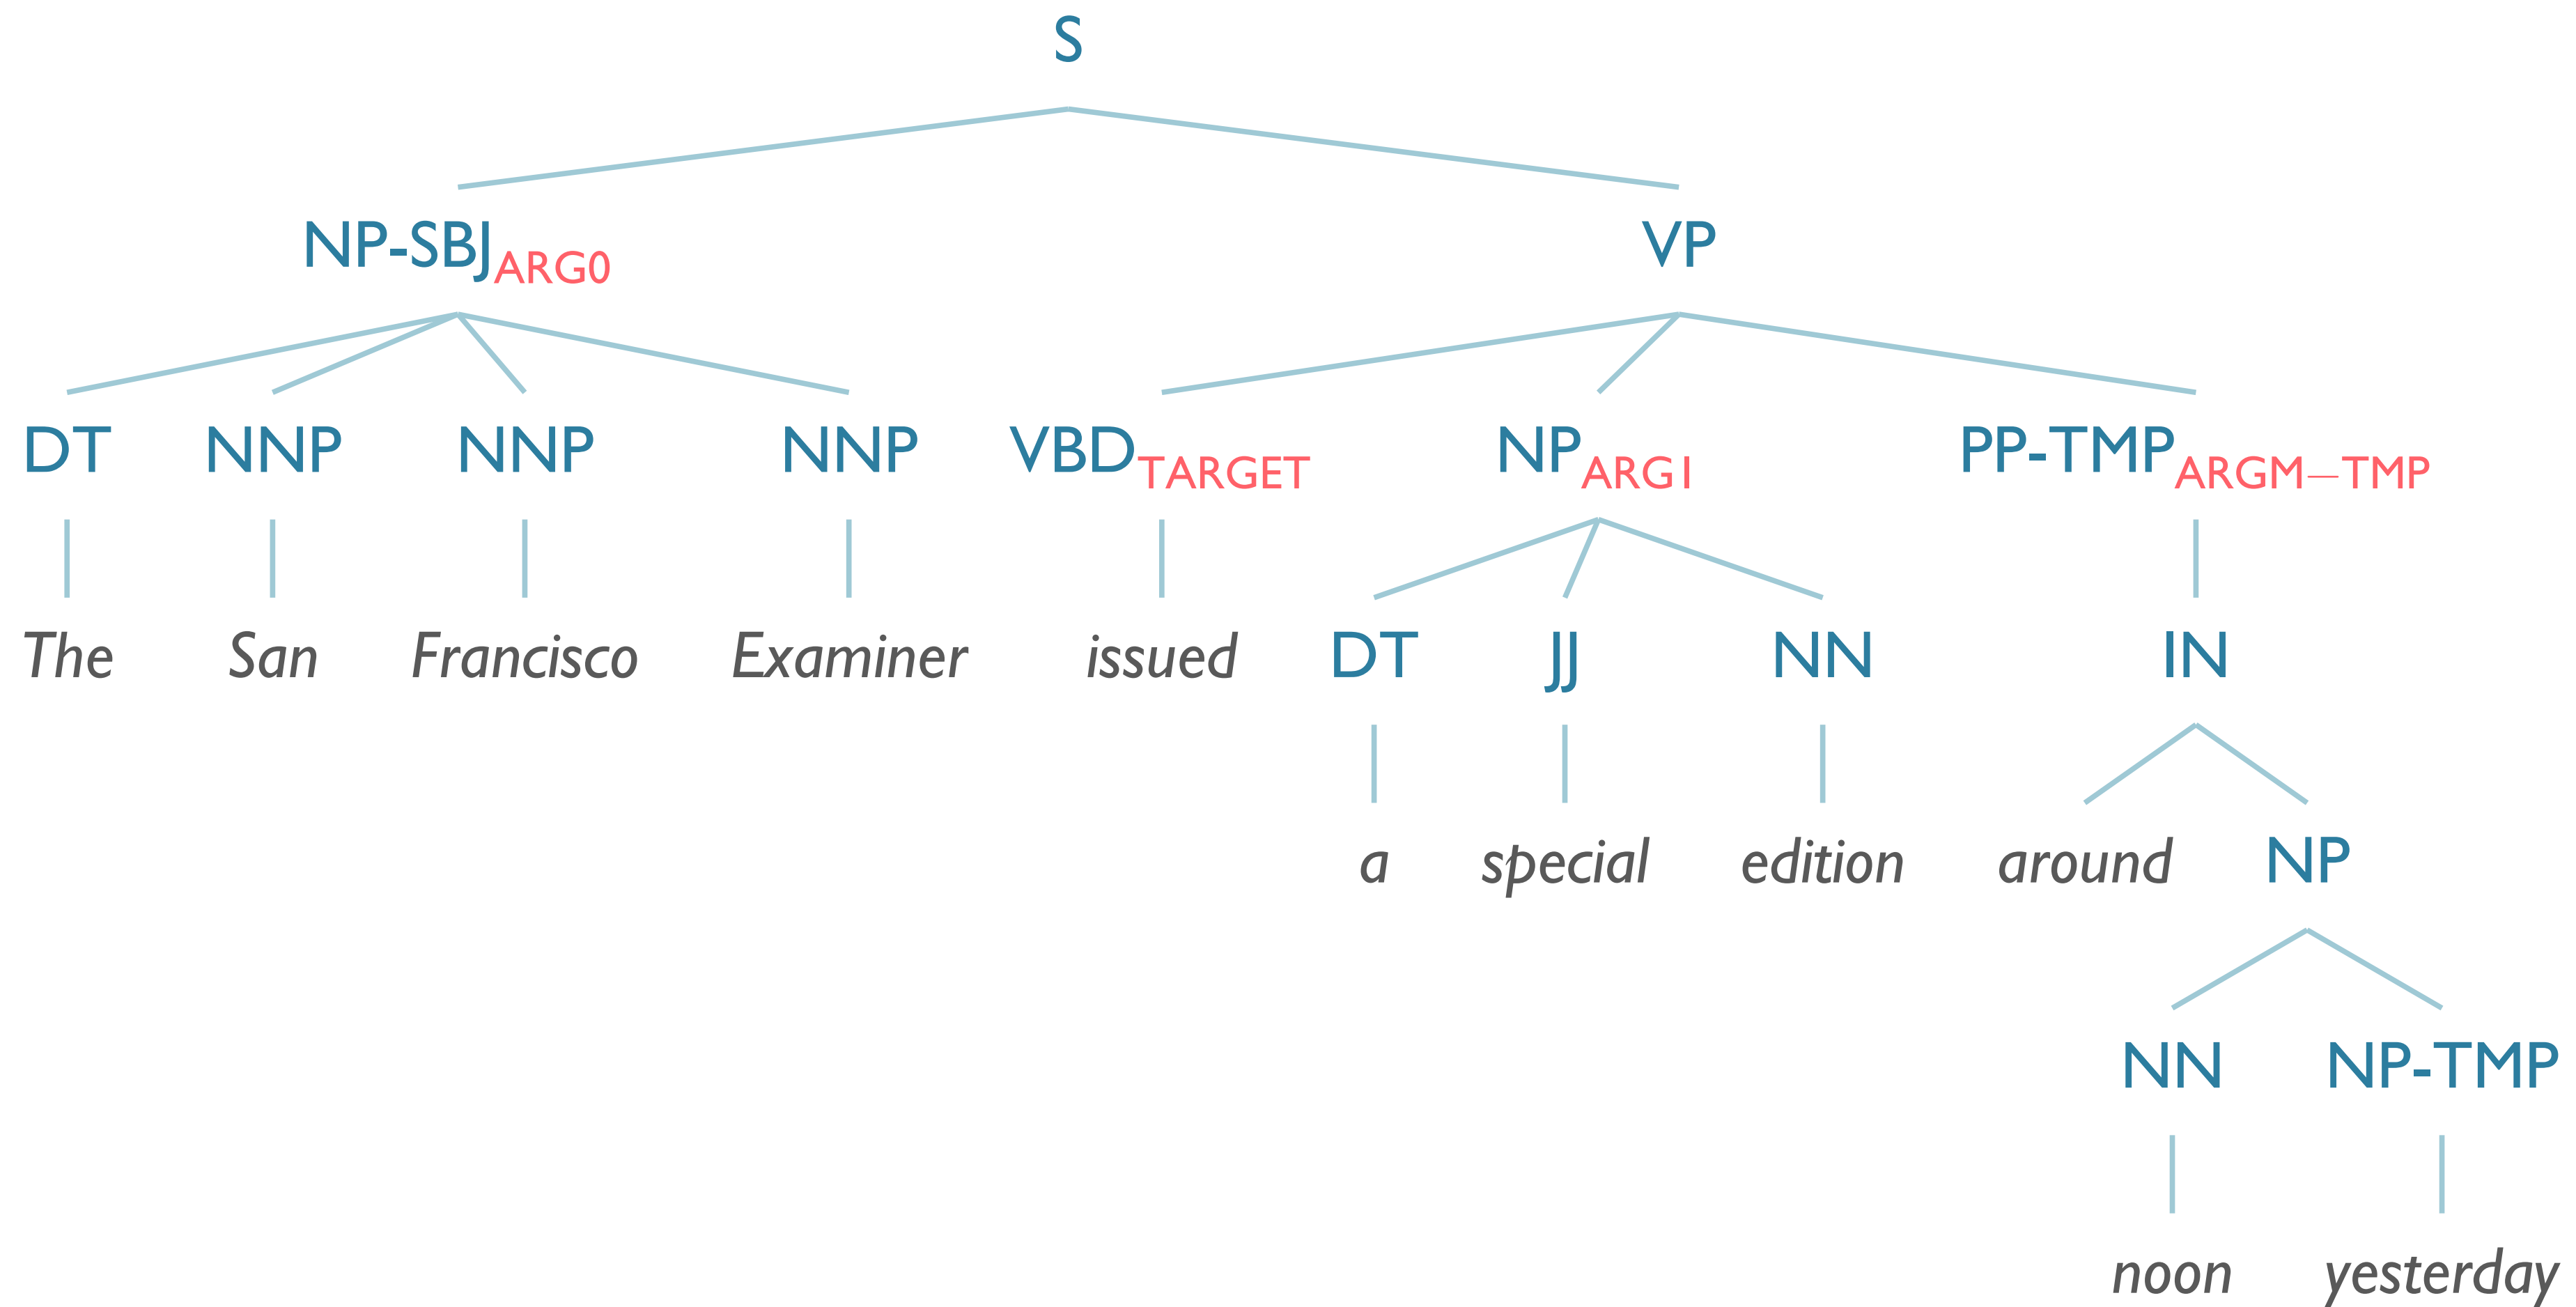 S
NP-SBJARG0 VP
DT NNP NNP NNP VBDTARGET NPARG1 PP-TMPARGM–TMP
The San Francisco Examiner issued DT JJ NN IN
a special edition around NP
NN NP-TMP
noon yesterday